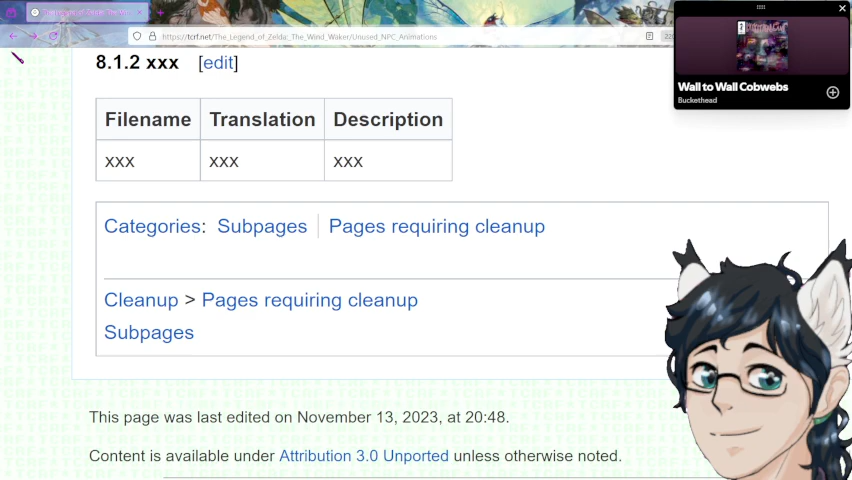 https://tcrf.net/The_Legend_of_Zelda:_The_Wind_Waker/Unused_NPC_Animations
Wall to Wall Cobwebs
Buckethead
8.1.2 xxx [edit]
Filename Translation Description
xxx xxx xxx
Categories: Subpages Pages requiring cleanup
Cleanup > Pages requiring cleanup
Subpages
This page was last edited on November 13, 2023, at 20:48.
Content is available under Attribution 3.0 Unported unless otherwise noted.